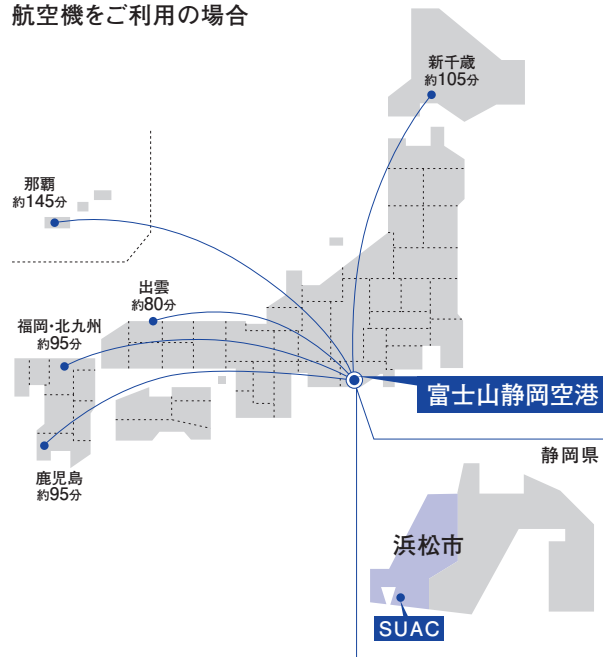 航空機をご利用の場合
新千歳
約105分
那覇
約145分
出雲
約80分
福岡・北九州
約95分
富士山静岡空港
静岡県
鹿児島
約95分
浜松市
SUAC